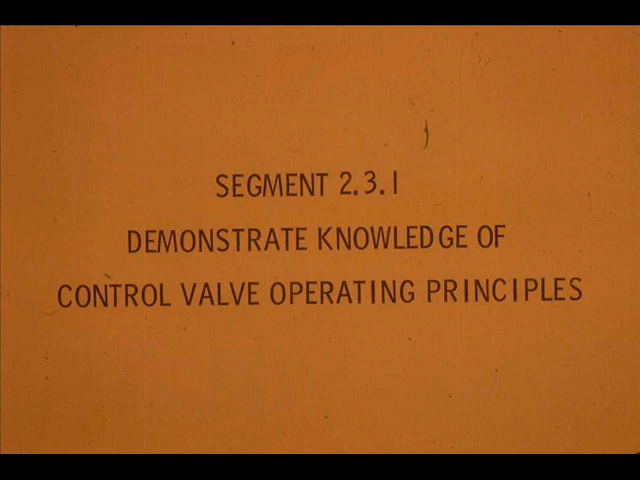 SEGMENT 2.3.1
DEMONSTRATE KNOWLEDGE OF
CONTROL VALVE OPERATING PRINCIPLES